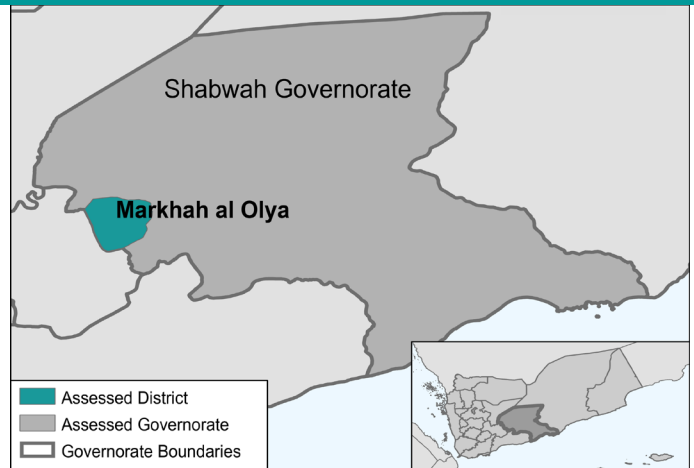 Shabwah Governorate
Markhah al Olya
Assessed District
Assessed Governorate
Governorate Boundaries